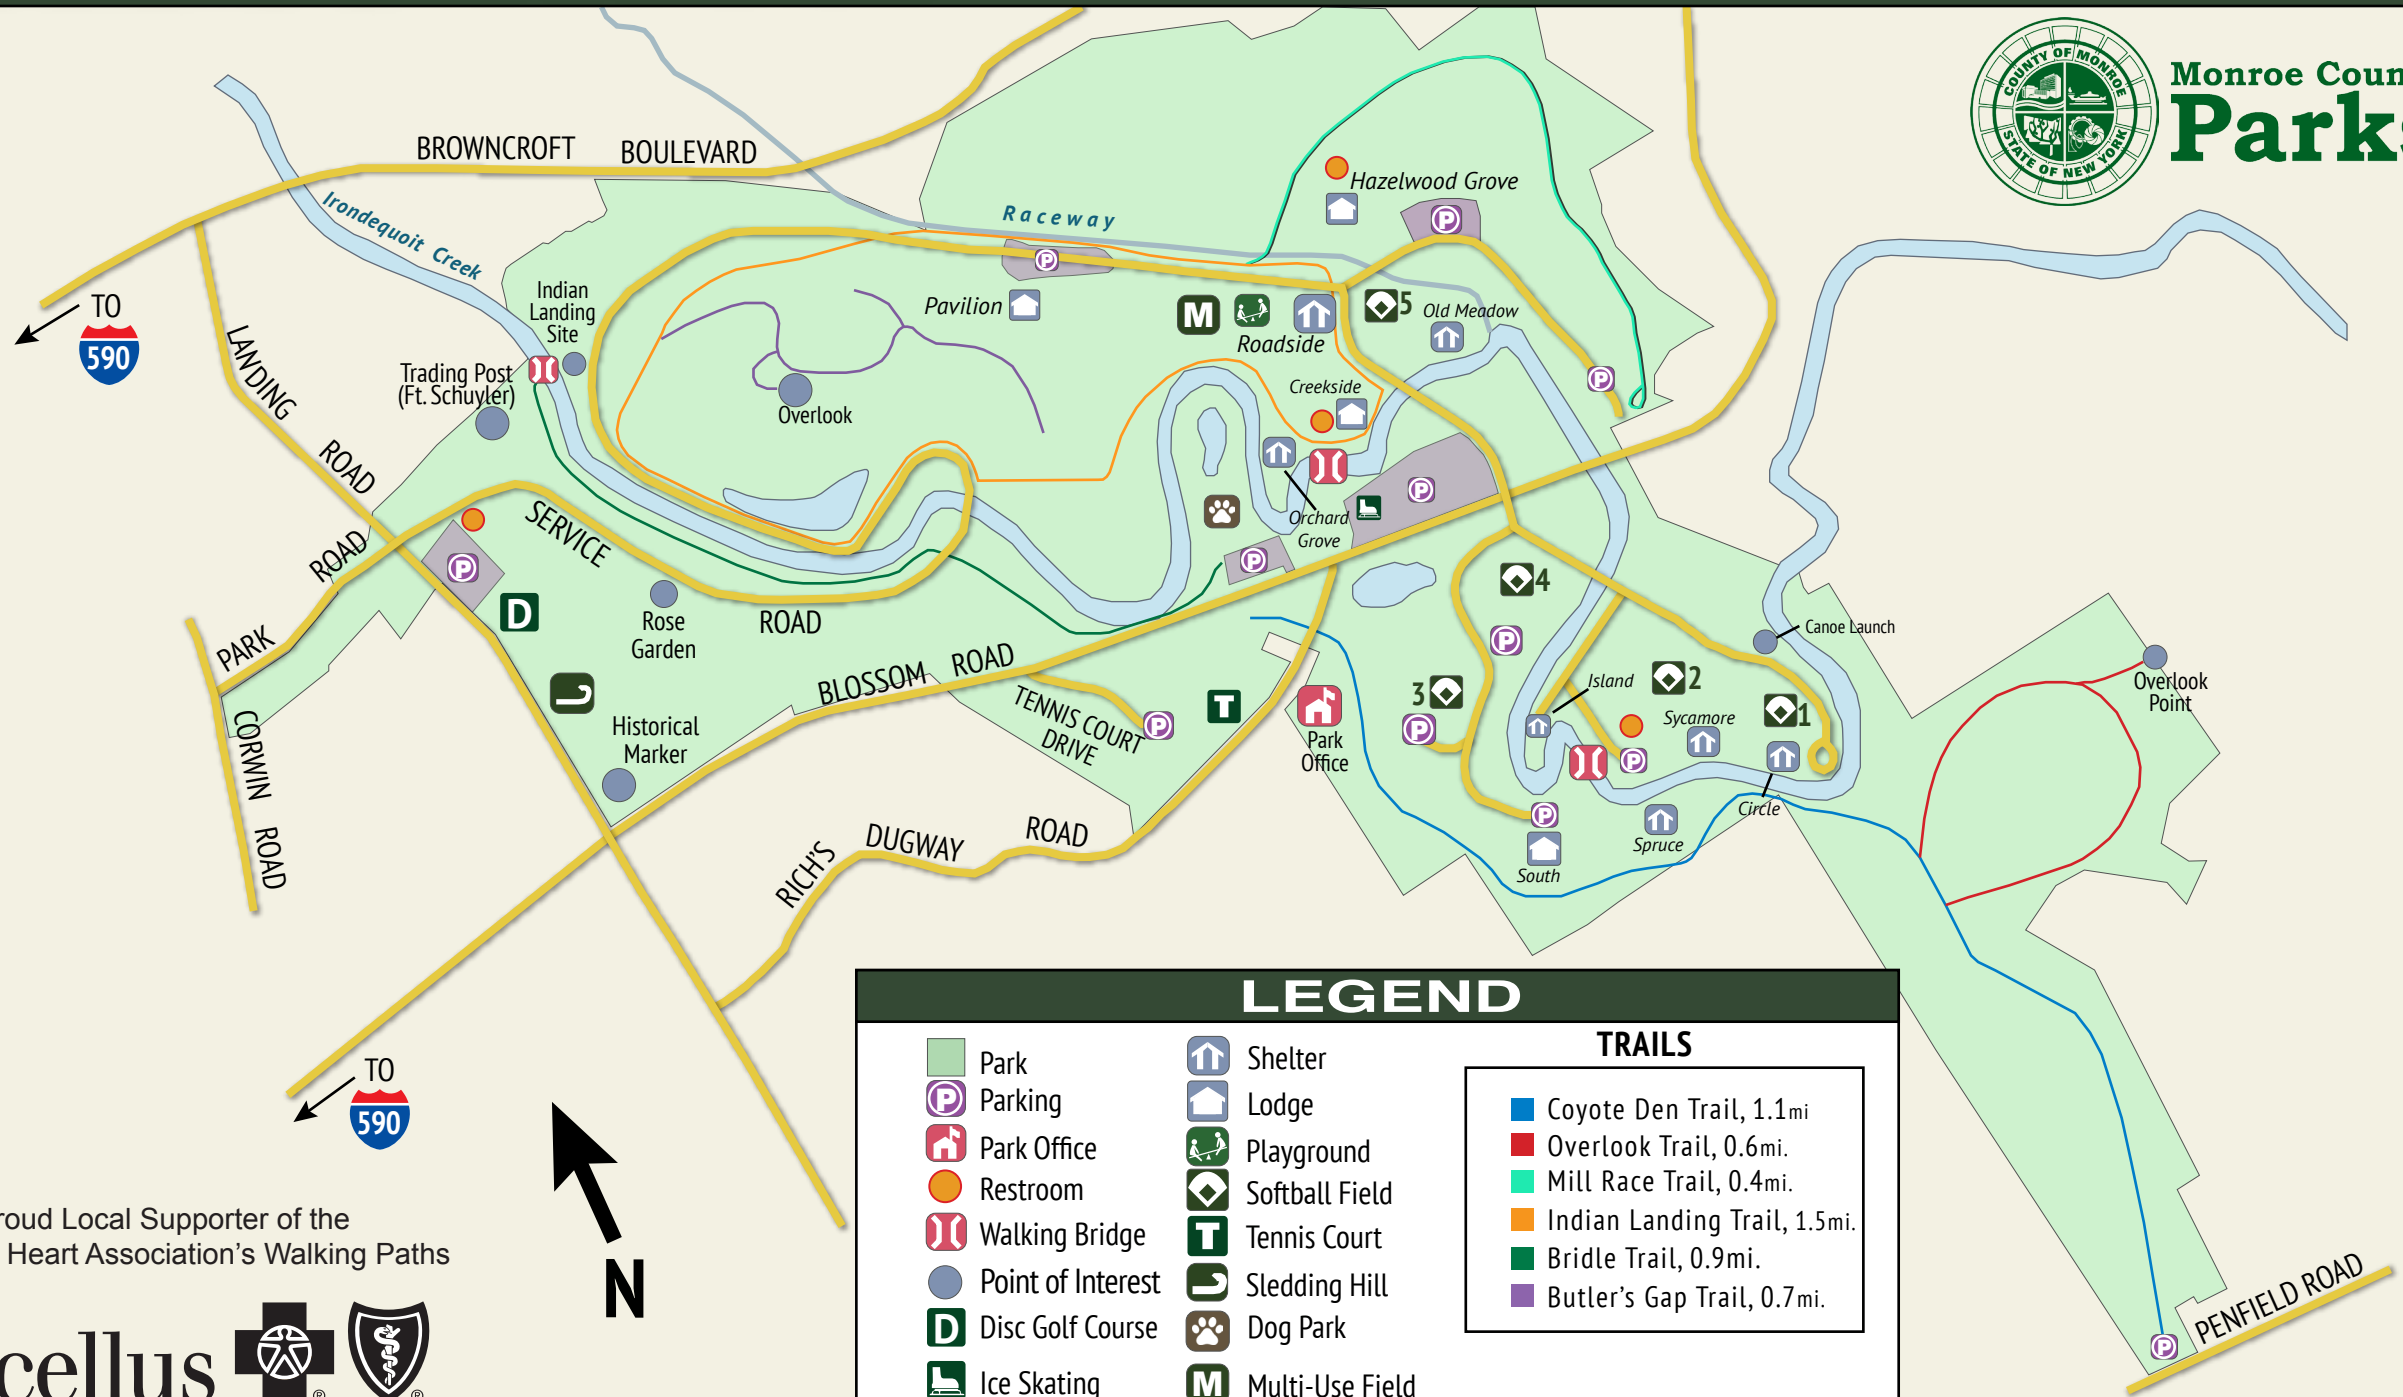 COUNTY OF MONROE
STATE OF NEW YORK
Monroe Coun
Parks
BROWNCROFT BOULEVARD
Irondequoit Creek
Raceway
Hazelwood Grove
P
TO
590
LANDING ROAD
Indian
Landing
Site
Trading Post
(Ft. Schuyler)
Pavilion
P
M
Roadside
5
Old Meadow
P
Overlook
Creekside
Orchard
Grove
P
P
SERVICE ROAD
PARK ROAD
P
D
Rose
Garden
4
P
Canoe Launch
Island
2
3
P
Sycamore
1
Overlook
Point
BLOSSOM ROAD
TENNIS COURT
DRIVE
P
T
Park
Office
P
Circle
CORWIN ROAD
Historical
Marker
P
Spruce
South
RICH'S DUGWAY ROAD
TO
590
N
LEGEND
Park
P Parking
Park Office
Restroom
Walking Bridge
Point of Interest
D Disc Golf Course
Ice Skating
Shelter
Lodge
Playground
Softball Field
T Tennis Court
Sledding Hill
Dog Park
M Multi-Use Field
TRAILS
Coyote Den Trail, 1.1mi
Overlook Trail, 0.6mi.
Mill Race Trail, 0.4mi.
Indian Landing Trail, 1.5mi.
Bridle Trail, 0.9mi.
Butler's Gap Trail, 0.7mi.
P
PENFIELD ROAD
roud Local Supporter of the
Heart Association's Walking Paths
cellus
® ®